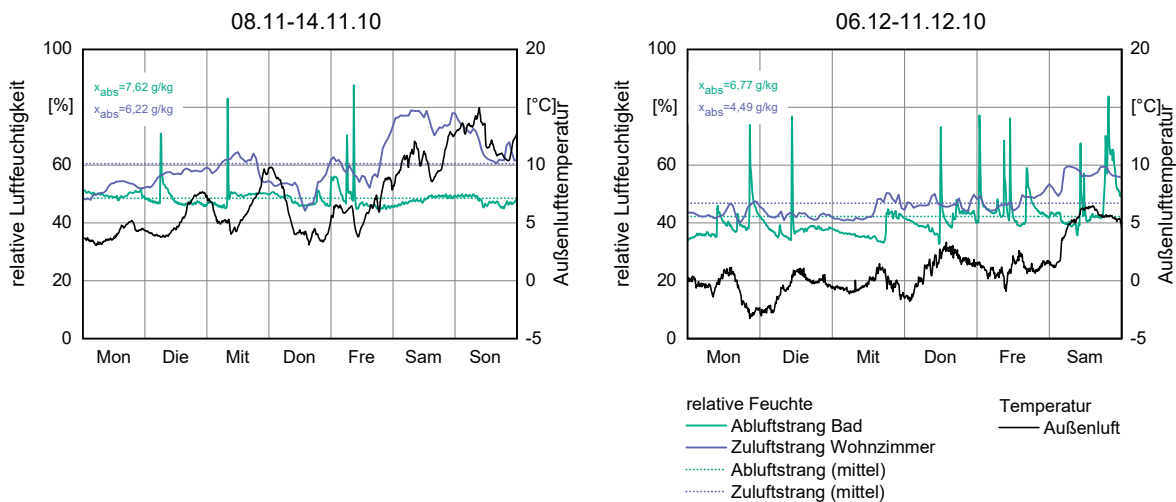 08.11-14.11.10
relative Luftfeuchtigkeit
100
[%]
60
40
20
0
x_abs=7,62 g/kg
x_abs=6,22 g/kg
20
[°C]
10
5
0
-5
Außenlufttemperatur
Mon Die Mit Don Fre Sam Son
06.12-11.12.10
relative Luftfeuchtigkeit
100
[%]
60
40
20
0
x_abs=6,77 g/kg
x_abs=4,49 g/kg
20
[°C]
10
5
0
-5
Außenlufttemperatur
Mon Die Mit Don Fre Sam
relative Feuchte
Abluftstrang Bad
Zuluftstrang Wohnzimmer
Abluftstrang (mittel)
Zuluftstrang (mittel)
Temperatur
Außenluft